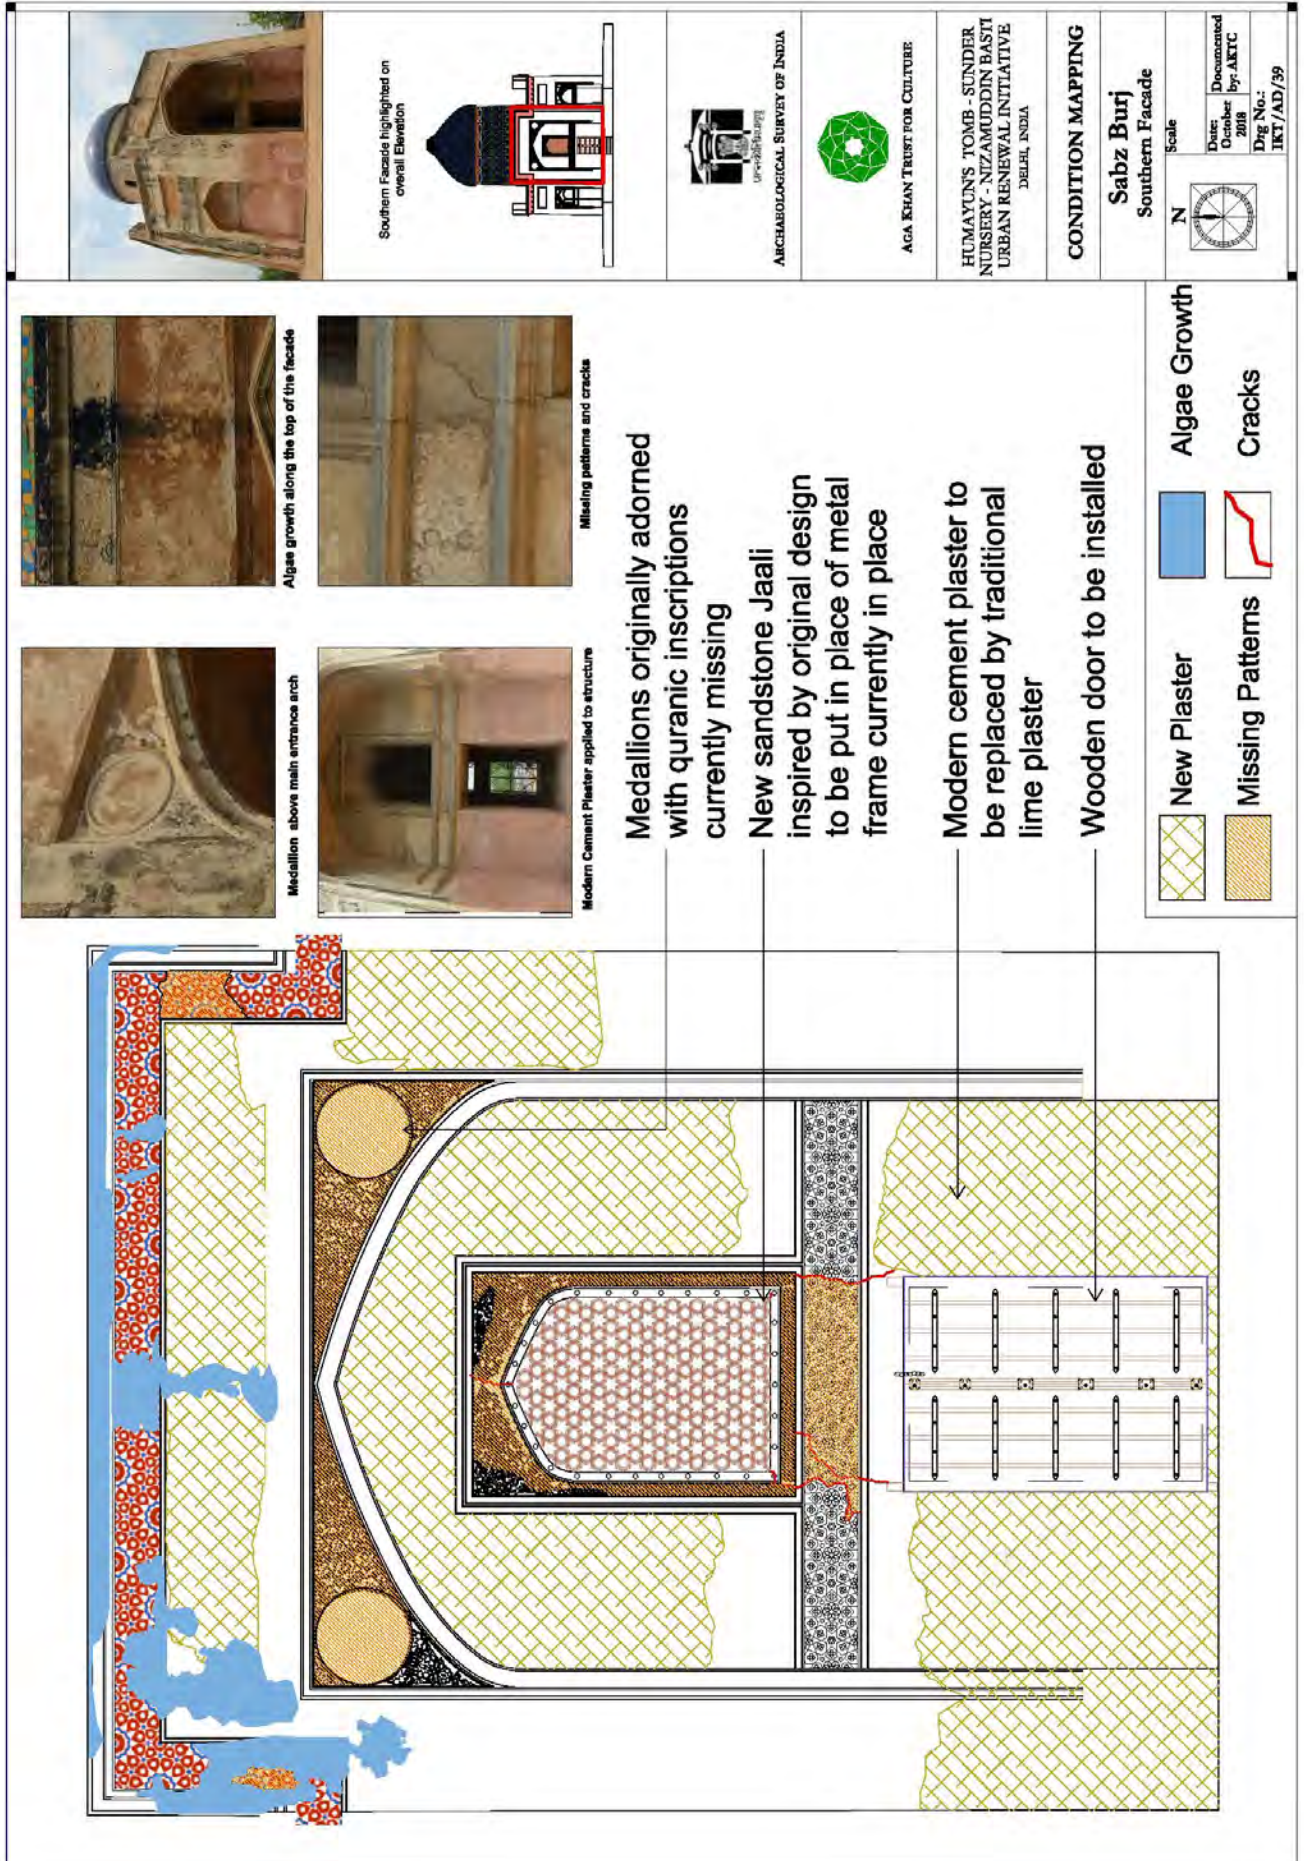 Medallion above main entrance arch
Algae growth along the top of the facade
Modern Cement Plaster applied to structure
Missing patterns and cracks
Medallions originally adorned
with quranic inscriptions
currently missing
New sandstone Jaali
inspired by original design
to be put in place of metal
frame currently in place
Modern cement plaster to
be replaced by traditional
lime plaster
Wooden door to be installed
New Plaster
Algae Growth
Missing Patterns
Cracks
Southern Facade highlighted on
overall Elevation
ARCHAEOLOGICAL SURVEY OF INDIA
AGA KHAN TRUST FOR CULTURE
HUMAYUN'S TOMB - SUNDER
NURSERY - NIZAMUDDIN BASTI
URBAN RENEWAL INITIATIVE
DELHI, INDIA
CONDITION MAPPING
Sabz Burj
Southern Facade
N
Scale
Date:
October
2018
Documented
by: AKTC
Drg No.:
IKT/AD/39